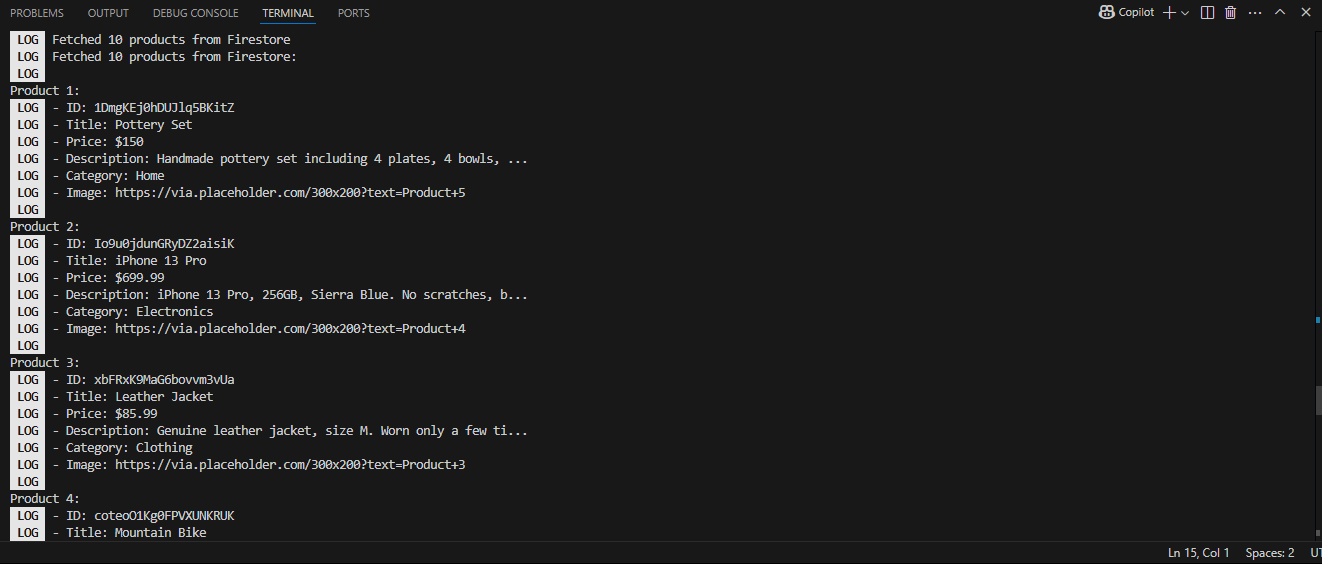 PROBLEMS OUTPUT DEBUG CONSOLE TERMINAL PORTS Copilot
LOG Fetched 10 products from Firestore
LOG Fetched 10 products from Firestore:
LOG
Product 1:
LOG - ID: 1DmgKEj0hDUJlq5BKitZ
LOG - Title: Pottery Set
LOG - Price: $150
LOG - Description: Handmade pottery set including 4 plates, 4 bowls, ...
LOG - Category: Home
LOG - Image: https://via.placeholder.com/300x200?text=Product+5
LOG
Product 2:
LOG - ID: Io9u0jdunGRyDZ2aisiK
LOG - Title: iPhone 13 Pro
LOG - Price: $699.99
LOG - Description: iPhone 13 Pro, 256GB, Sierra Blue. No scratches, b...
LOG - Category: Electronics
LOG - Image: https://via.placeholder.com/300x200?text=Product+4
LOG
Product 3:
LOG - ID: xbFRxK9MaG6bovvm3vUa
LOG - Title: Leather Jacket
LOG - Price: $85.99
LOG - Description: Genuine leather jacket, size M. Worn only a few ti...
LOG - Category: Clothing
LOG - Image: https://via.placeholder.com/300x200?text=Product+3
LOG
Product 4:
LOG - ID: coteoO1Kg0FPVXUNKRUK
LOG - Title: Mountain Bike
Ln 15, Col 1 Spaces: 2 UT